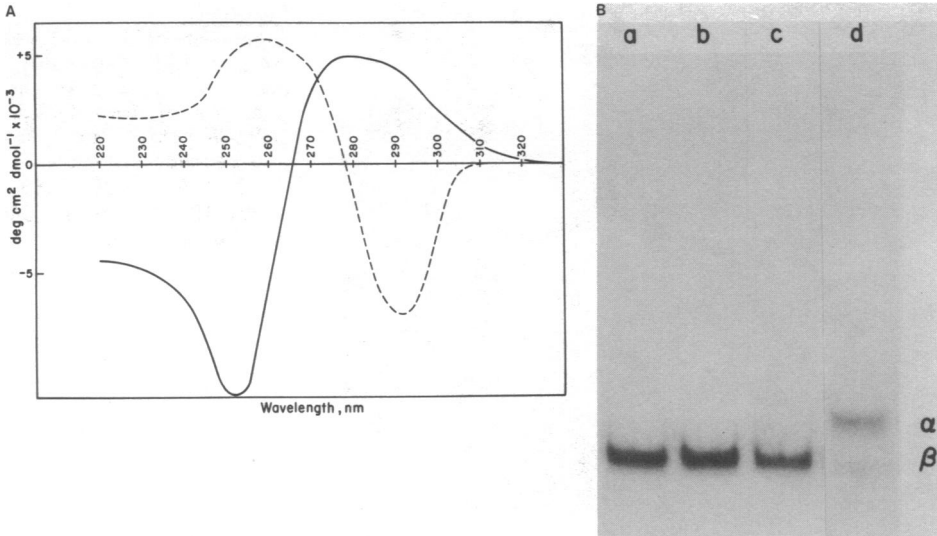 A
+5
0
-5
deg cm² dmol⁻¹ x 10⁻³
220 230 240 250 260 270 280 290 300 310 320
Wavelength, nm
B
a b c d
α
β